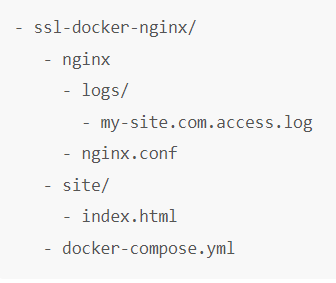 - ssl-docker-nginx/
- nginx
- logs/
- my-site.com.access.log
- nginx.conf
- site/
- index.html
- docker-compose.yml